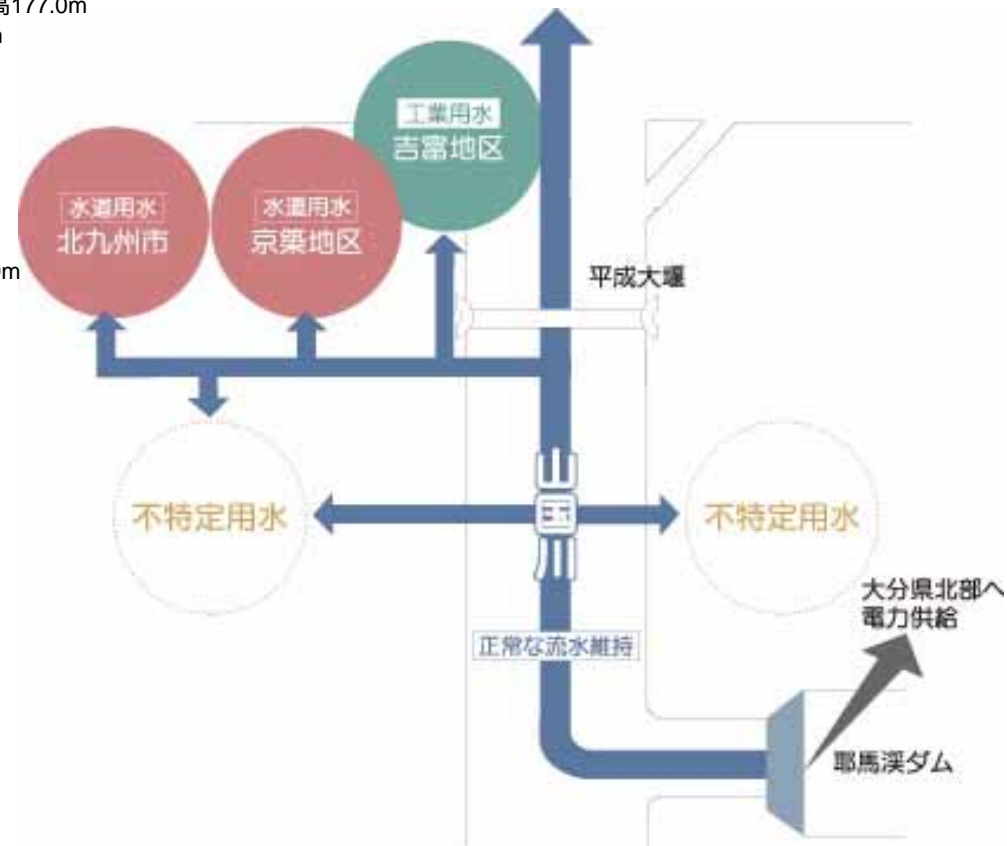 高177.0m
m
工業用水
吉富地区
水道用水
北九州市
水道用水
京築地区
0m
平成大堰
不特定用水
山国川
不特定用水
大分県北部へ
電力供給
正常な流水維持
耶馬渓ダム